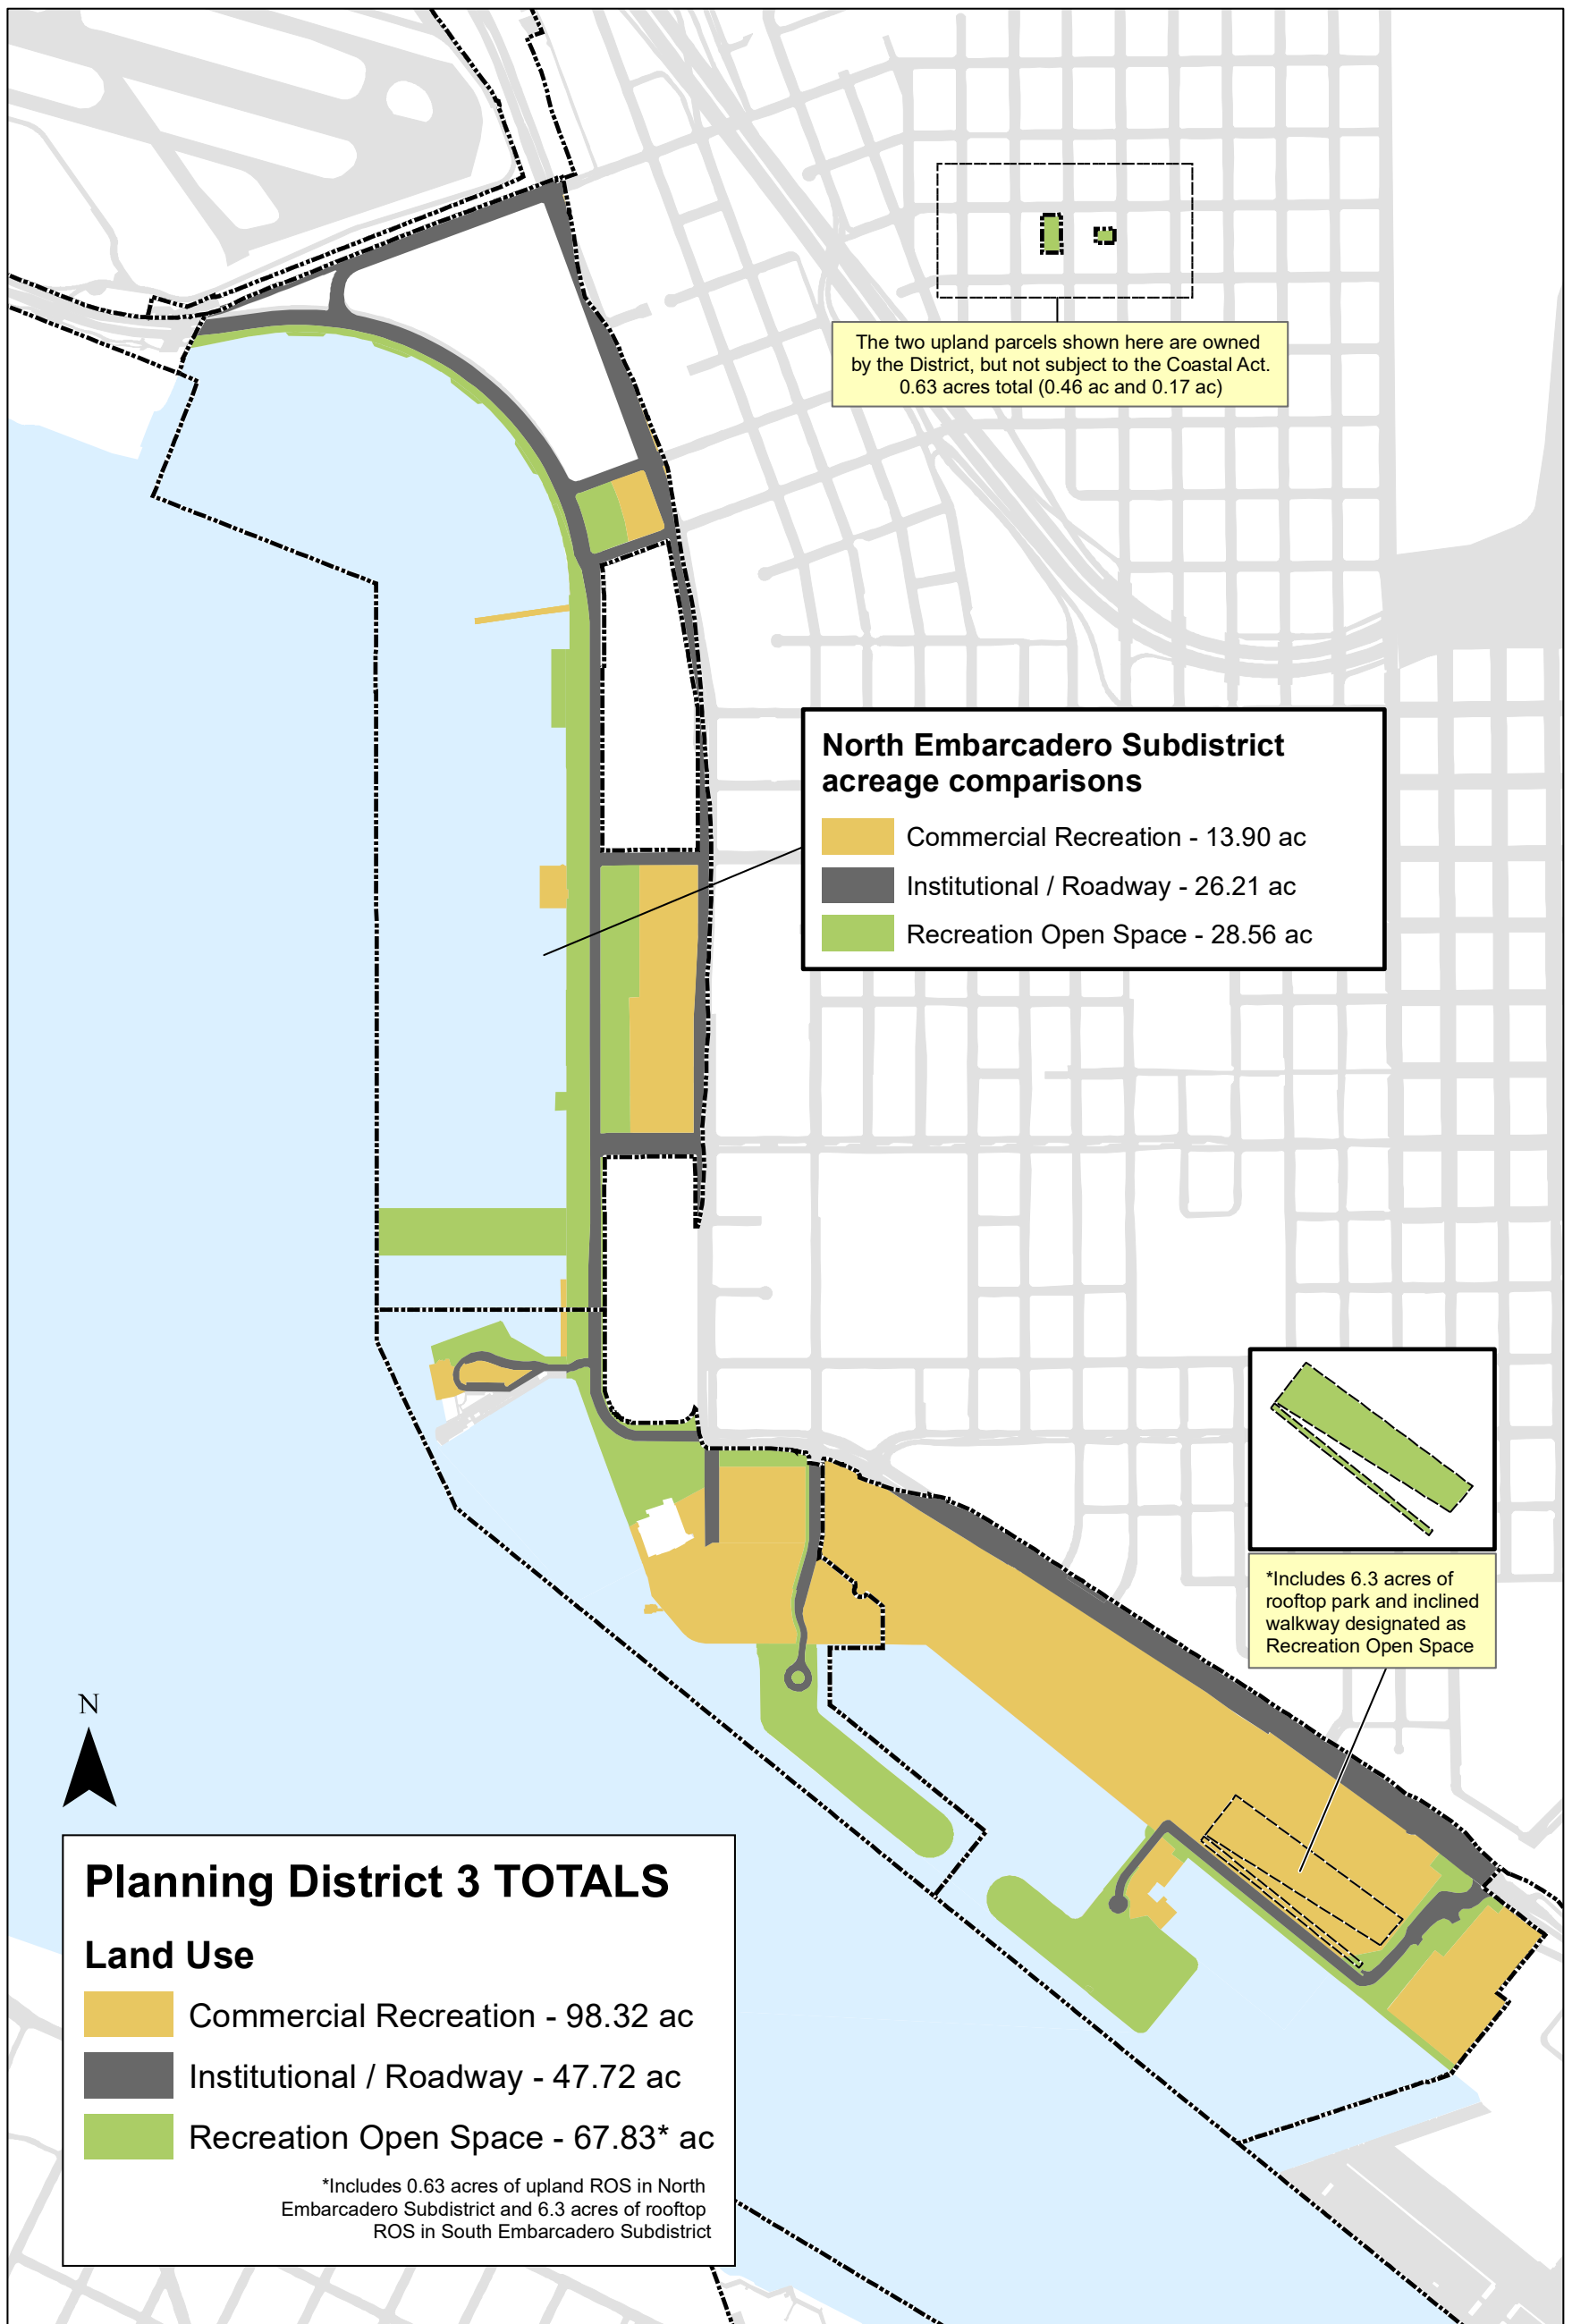 The two upland parcels shown here are owned
by the District, but not subject to the Coastal Act.
0.63 acres total (0.46 ac and 0.17 ac)
North Embarcadero Subdistrict
acreage comparisons
Commercial Recreation - 13.90 ac
Institutional / Roadway - 26.21 ac
Recreation Open Space - 28.56 ac
*Includes 6.3 acres of
rooftop park and inclined
walkway designated as
Recreation Open Space
N
Planning District 3 TOTALS
Land Use
Commercial Recreation - 98.32 ac
Institutional / Roadway - 47.72 ac
Recreation Open Space - 67.83* ac
*Includes 0.63 acres of upland ROS in North
Embarcadero Subdistrict and 6.3 acres of rooftop
ROS in South Embarcadero Subdistrict